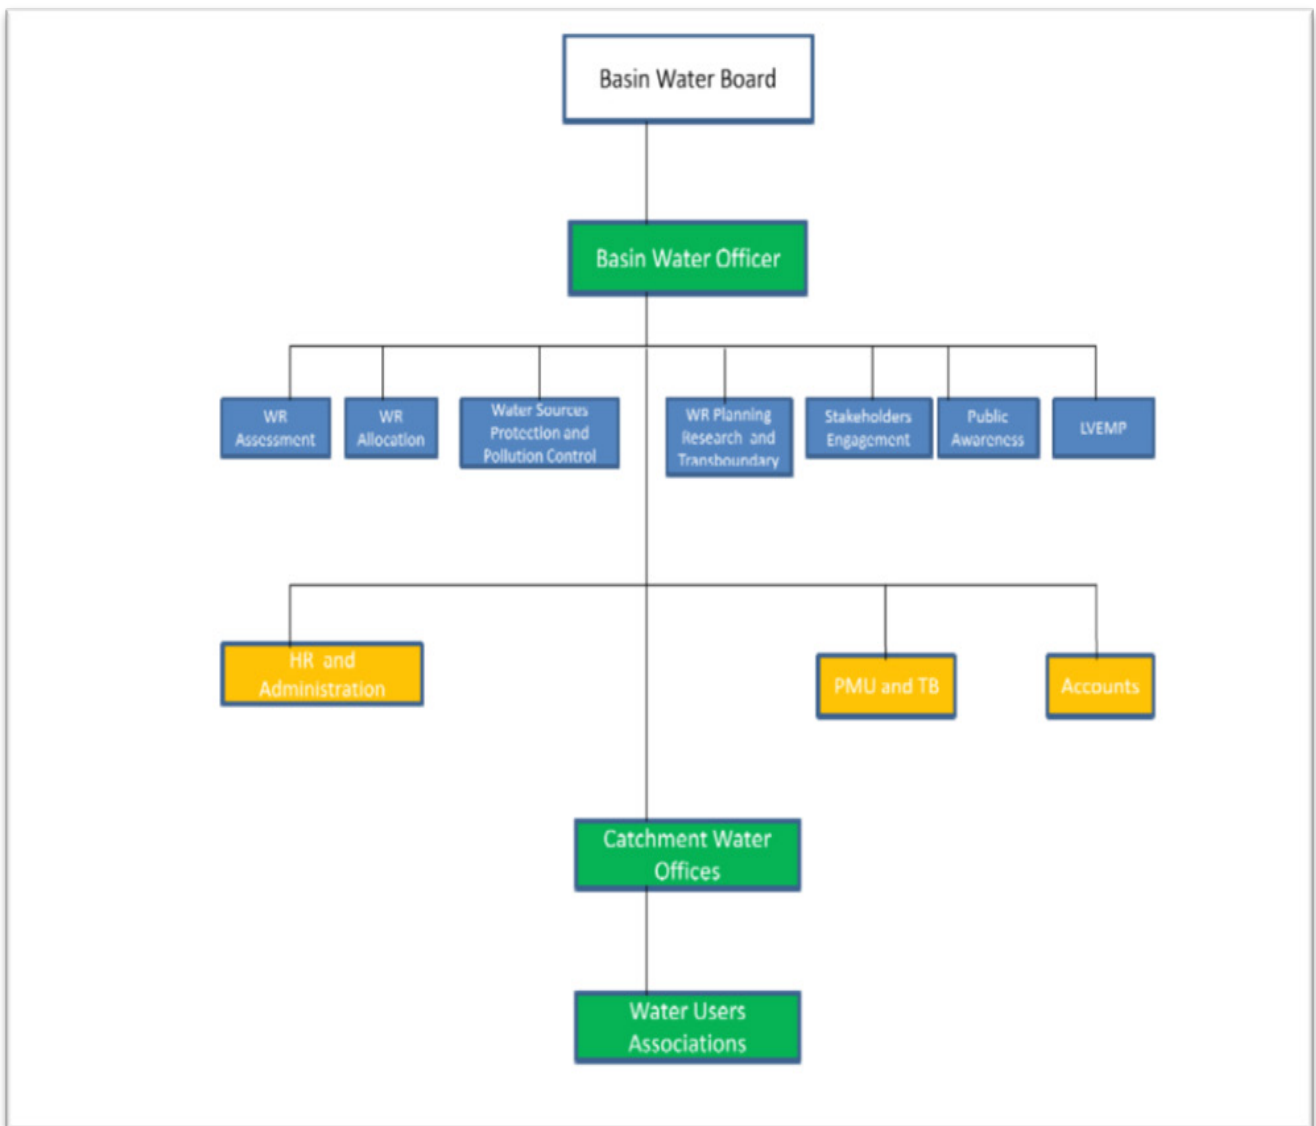 Basin Water Board
Basin Water Officer
WR
Assessment
WR
Allocation
Water Sources
Protection and
Pollution Control
WR Planning
Research and
Transboundary
Stakeholders
Engagement
Public
Awareness
LVEMP
HR and
Administration
PMU and TB
Accounts
Catchment Water
Offices
Water Users
Associations